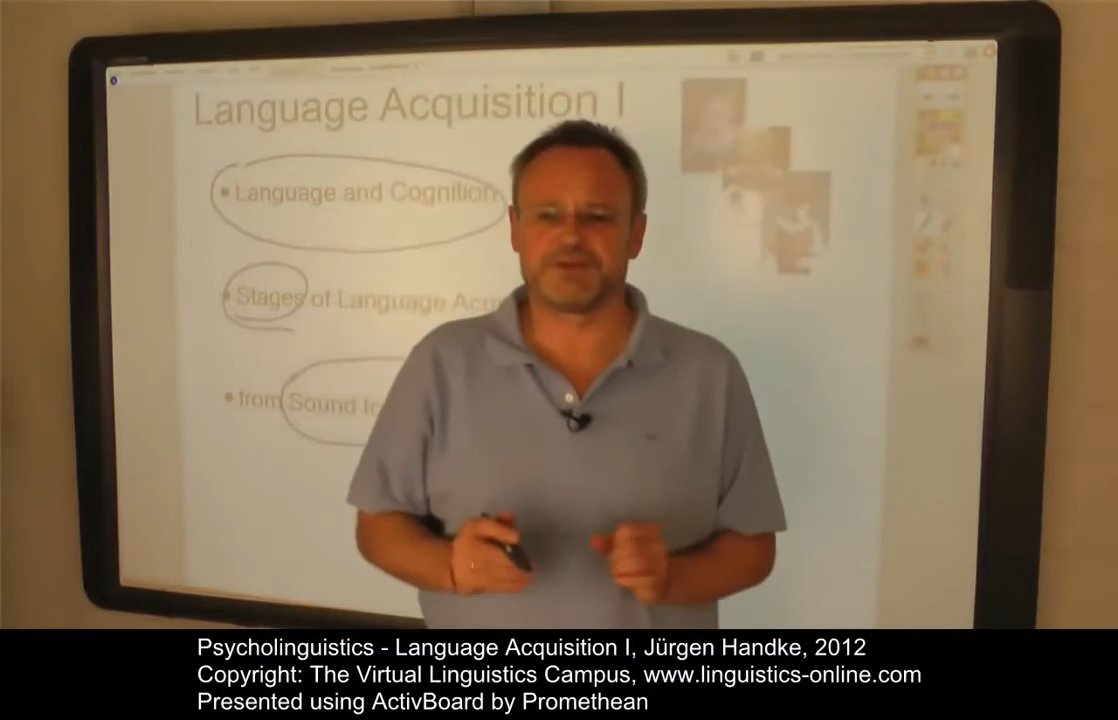 Language Acquisition I
• Language and Cognition
• Stages of Language Acq
• from Sound to
Psycholinguistics - Language Acquisition I, Jürgen Handke, 2012
Copyright: The Virtual Linguistics Campus, www.linguistics-online.com
Presented using ActivBoard by Promethean